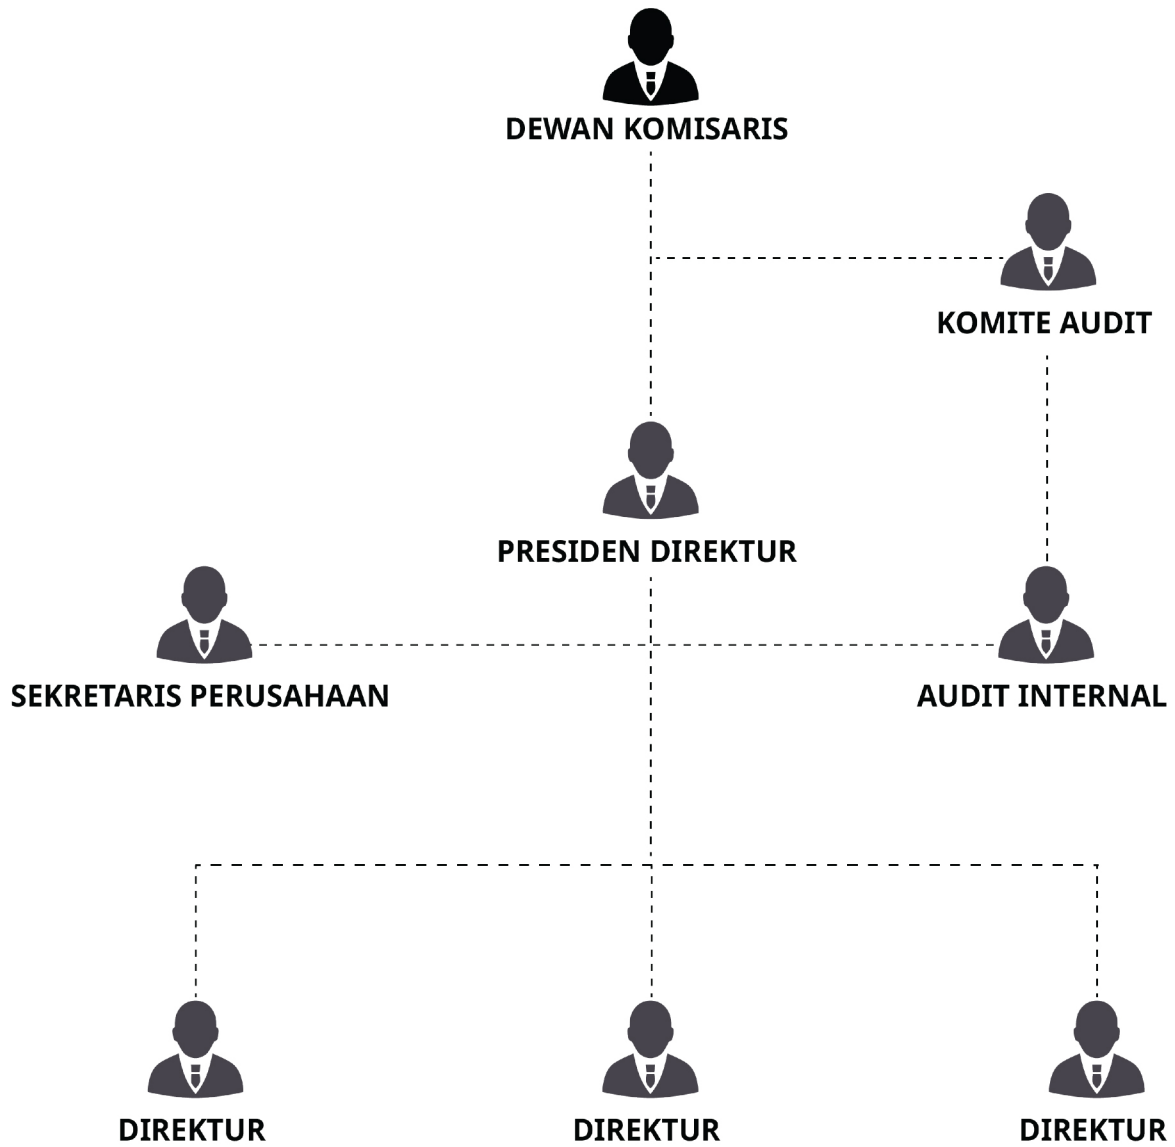 DEWAN KOMISARIS
KOMITE AUDIT
PRESIDEN DIREKTUR
SEKRETARIS PERUSAHAAN
AUDIT INTERNAL
DIREKTUR
DIREKTUR
DIREKTUR